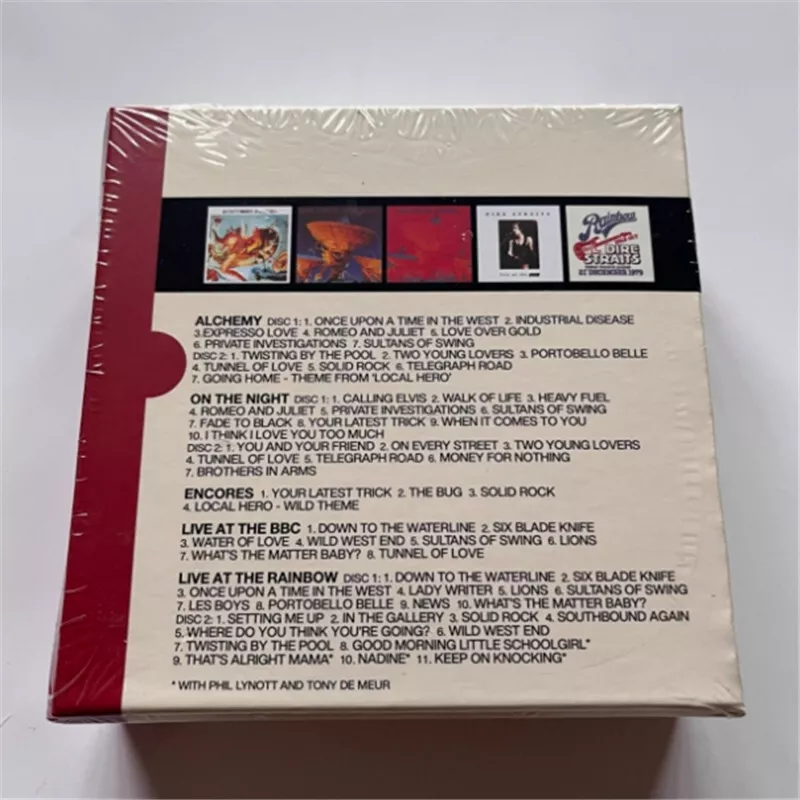 DIRE STRAITS
Rainbow
DIRE
STRAITS
21 DECEMBER 1979
ALCHEMY DISC 1: 1. ONCE UPON A TIME IN THE WEST 2. INDUSTRIAL DISEASE
3.EXPRESSO LOVE 4. ROMEO AND JULIET 5. LOVE OVER GOLD
6. PRIVATE INVESTIGATIONS 7. SULTANS OF SWING
DISC 2: 1. TWISTING BY THE POOL 2. TWO YOUNG LOVERS 3. PORTOBELLO BELLE
4. TUNNEL OF LOVE 5. SOLID ROCK 6. TELEGRAPH ROAD
7. GOING HOME - THEME FROM 'LOCAL HERO'
ON THE NIGHT DISC 1: 1. CALLING ELVIS 2. WALK OF LIFE 3. HEAVY FUEL
4. ROMEO AND JULIET 5. PRIVATE INVESTIGATIONS 6. SULTANS OF SWING
7. FADE TO BLACK 8. YOUR LATEST TRICK 9. WHEN IT COMES TO YOU
10. I THINK I LOVE YOU TOO MUCH
DISC 2: 1. YOU AND YOUR FRIEND 2. ON EVERY STREET 3. TWO YOUNG LOVERS
4. TUNNEL OF LOVE 5. TELEGRAPH ROAD 6. MONEY FOR NOTHING
7. BROTHERS IN ARMS
ENCORES 1. YOUR LATEST TRICK 2. THE BUG 3. SOLID ROCK
4. LOCAL HERO - WILD THEME
LIVE AT THE BBC 1. DOWN TO THE WATERLINE 2. SIX BLADE KNIFE
3. WATER OF LOVE 4. WILD WEST END 5. SULTANS OF SWING 6. LIONS
7. WHAT'S THE MATTER BABY? 8. TUNNEL OF LOVE
LIVE AT THE RAINBOW DISC 1: 1. DOWN TO THE WATERLINE 2. SIX BLADE KNIFE
3. ONCE UPON A TIME IN THE WEST 4. LADY WRITER 5. LIONS 6. SULTANS OF SWING
7. LES BOYS 8. PORTOBELLO BELLE 9. NEWS 10. WHAT'S THE MATTER BABY?
DISC 2: 1. SETTING ME UP 2. IN THE GALLERY 3. SOLID ROCK 4. SOUTHBOUND AGAIN
5. WHERE DO YOU THINK YOU'RE GOING? 6. WILD WEST END
7. TWISTING BY THE POOL 8. GOOD MORNING LITTLE SCHOOLGIRL*
9. THAT'S ALRIGHT MAMA* 10. NADINE* 11. KEEP ON KNOCKING*
* WITH PHIL LYNOTT AND TONY DE MEUR